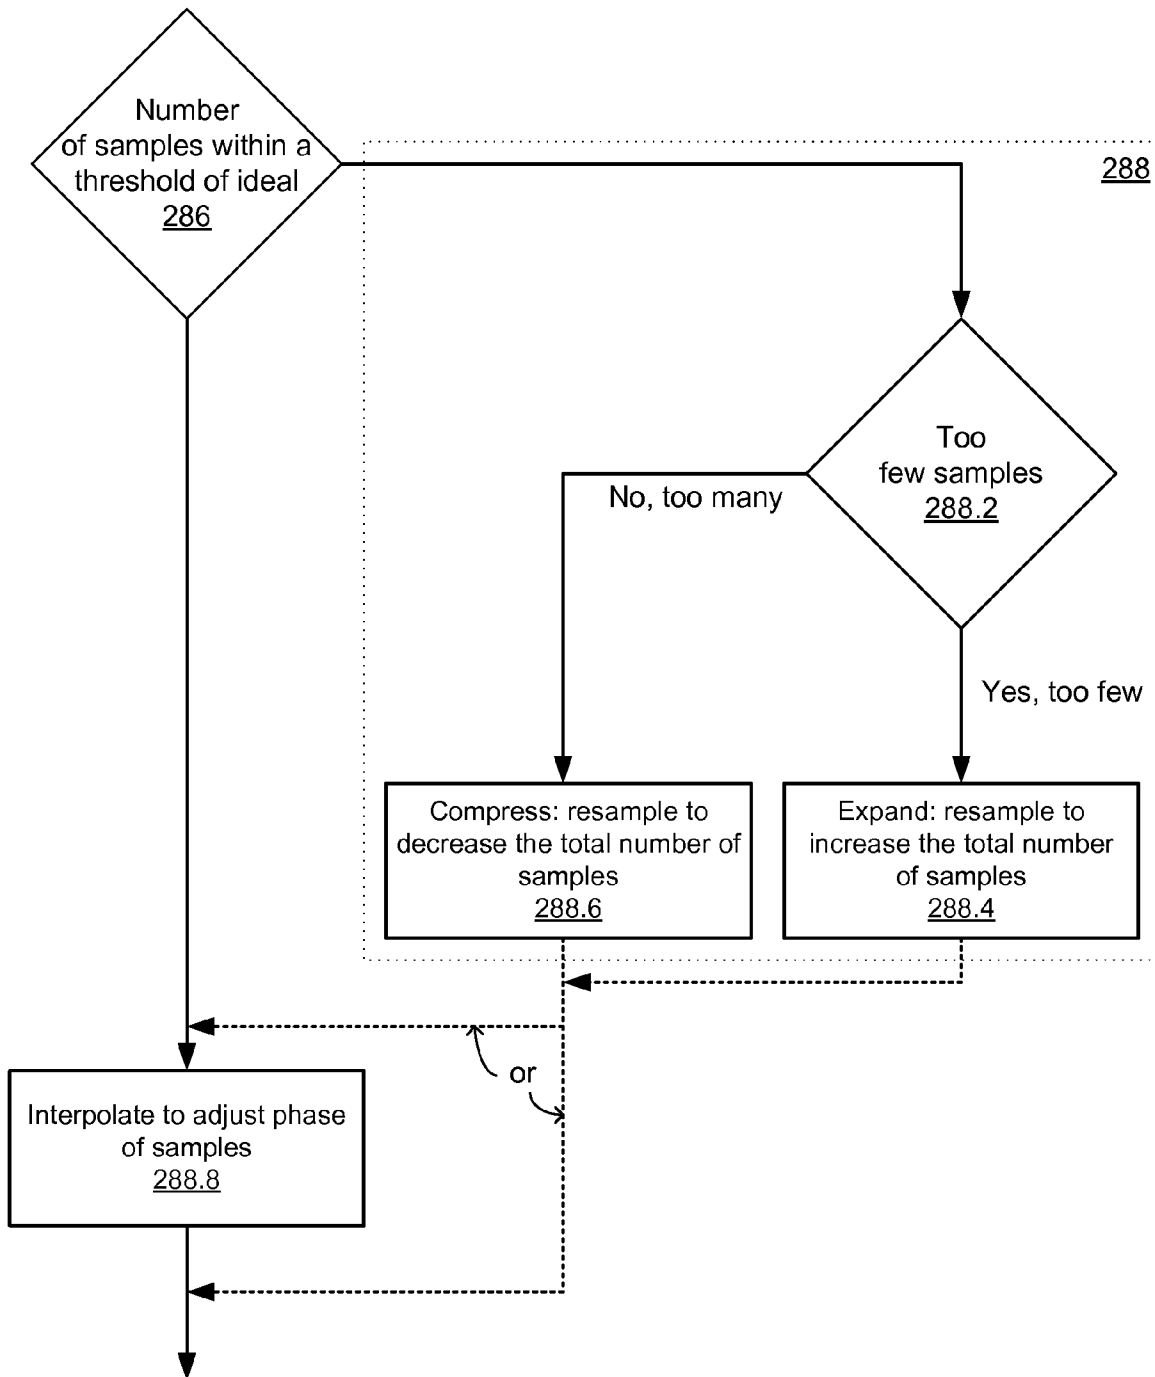 Number
of samples within a
threshold of ideal
286
288
Too
few samples
288.2
No, too many
Yes, too few
Compress: resample to
decrease the total number of
samples
288.6
Expand: resample to
increase the total number
of samples
288.4
or
Interpolate to adjust phase
of samples
288.8